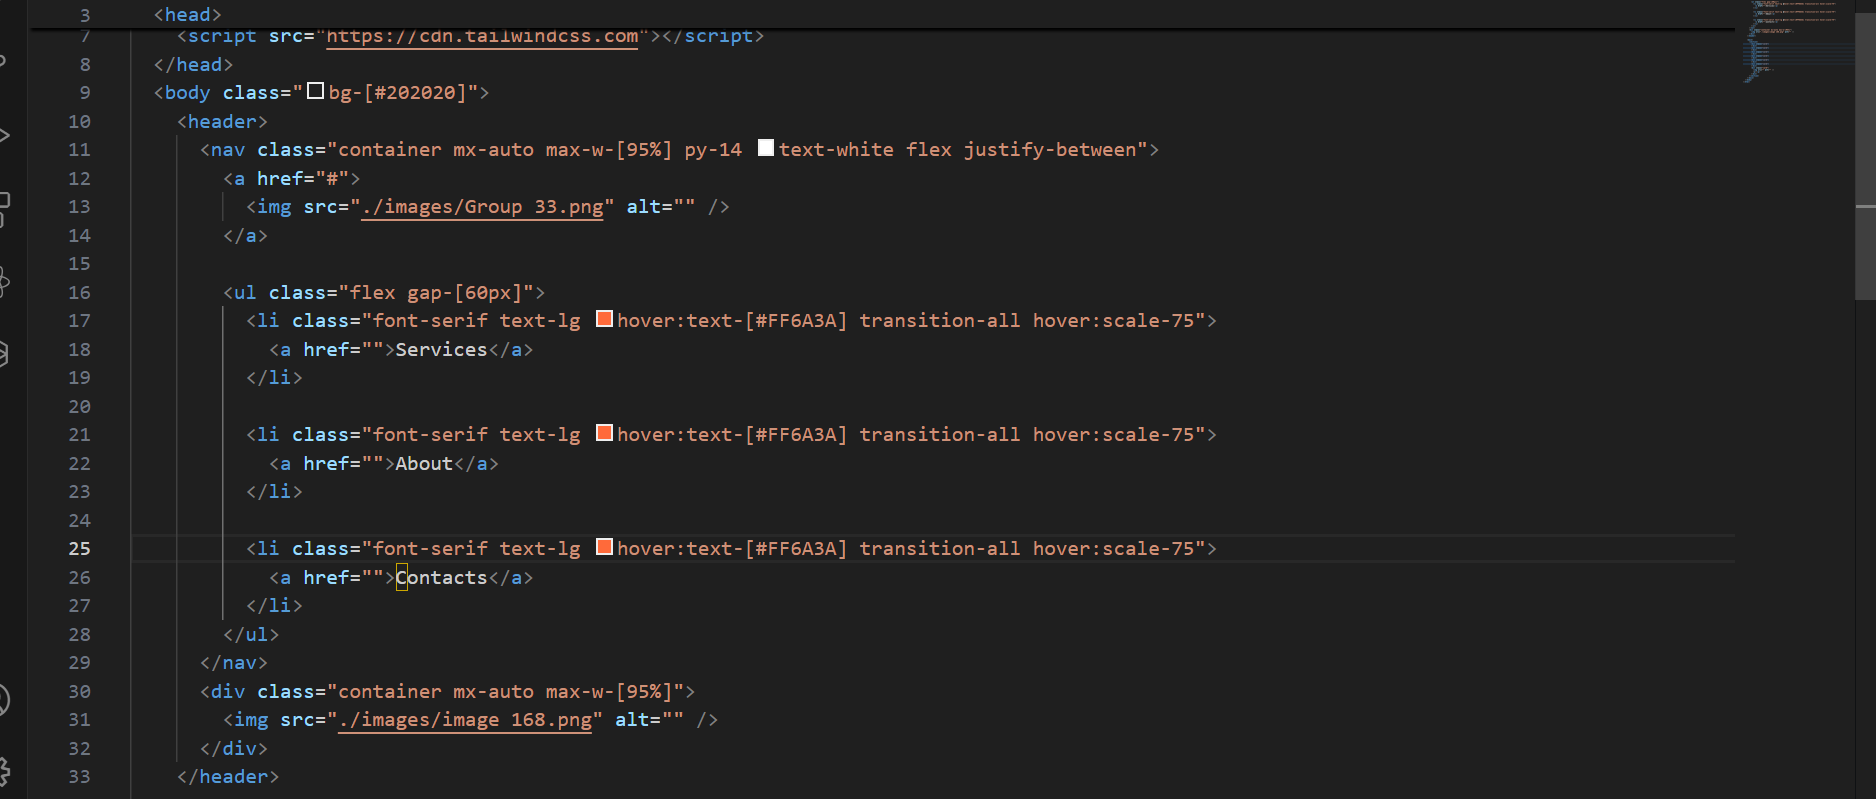 3 <head>
7 <script src="https://cdn.tailwindcss.com"></script>
8 </head>
9 <body class="bg-[#202020]">
10 <header>
11 <nav class="container mx-auto max-w-[95%] py-14 text-white flex justify-between">
12 <a href="#">
13 <img src="./images/Group 33.png" alt="" />
14 </a>
15
16 <ul class="flex gap-[60px]">
17 <li class="font-serif text-lg hover:text-[#FF6A3A] transition-all hover:scale-75">
18 <a href="">Services</a>
19 </li>
20
21 <li class="font-serif text-lg hover:text-[#FF6A3A] transition-all hover:scale-75">
22 <a href="">About</a>
23 </li>
24
25 <li class="font-serif text-lg hover:text-[#FF6A3A] transition-all hover:scale-75">
26 <a href="">Contacts</a>
27 </li>
28 </ul>
29 </nav>
30 <div class="container mx-auto max-w-[95%]">
31 <img src="./images/image 168.png" alt="" />
32 </div>
33 </header>